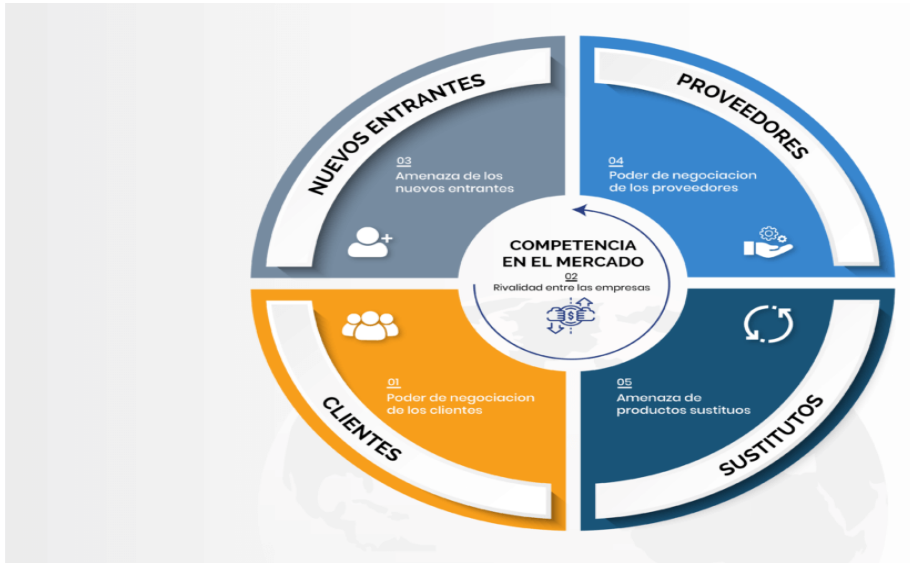 NUEVOS ENTRANTES
03
Amenaza de los
nuevos entrantes
PROVEEDORES
04
Poder de negociacion
de los proveedores
COMPETENCIA
EN EL MERCADO
02
Rivalidad entre las empresas
$
01
Poder de negociacion
de los clientes
CLIENTES
05
Amenaza de
productos sustituos
SUSTITUTOS